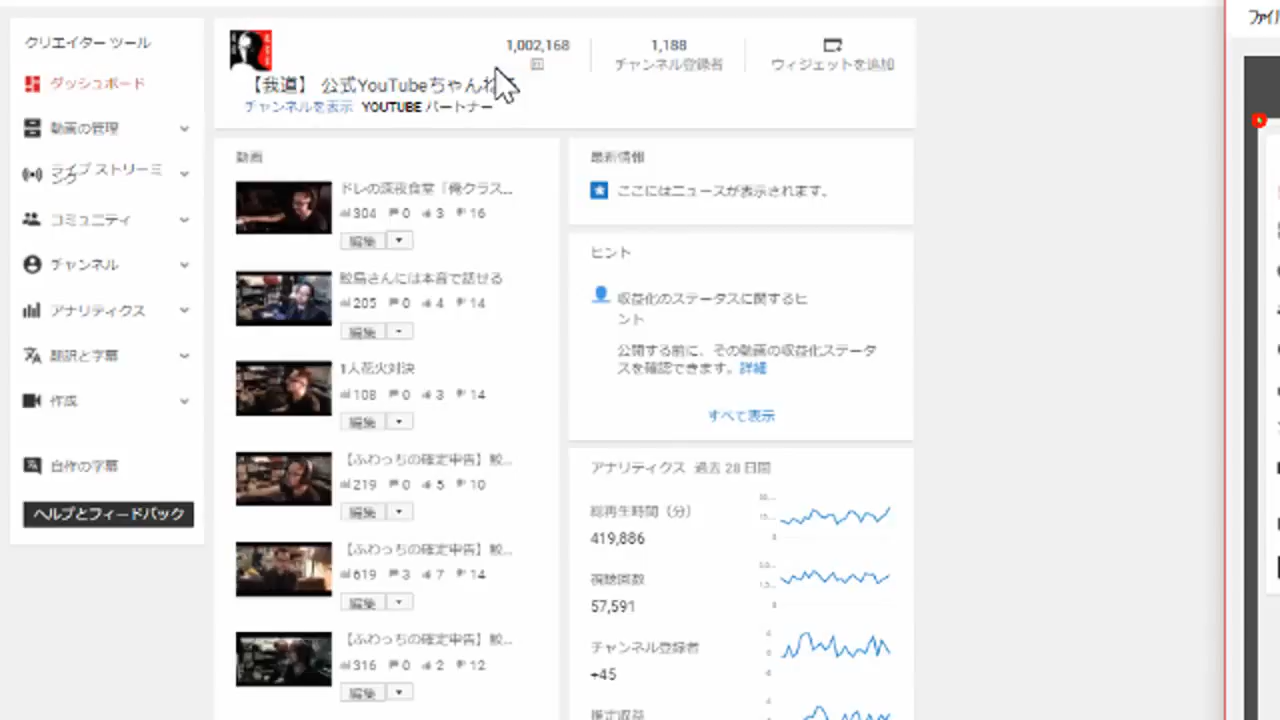 クリエイター ツール
ダッシュボード
動画の管理
ライブ ストリーミ
ング
コミュニティ
チャンネル
アナリティクス
翻訳と字幕
作成
自作の字幕
ヘルプとフィードバック
【我道】 公式YouTubeちゃんね
チャンネルを表示 YOUTUBE パートナー
1,002,168
回
1,188
チャンネル登録者
ウィジェットを追加
動画
ドレの深夜食堂「俺クラス...
304 0 3 16
編集
鮫島さんには本音で話せる
205 0 4 14
編集
1人花火対決
108 0 3 14
編集
【ふわっちの確定申告】鮫...
219 0 5 10
編集
【ふわっちの確定申告】鮫...
619 3 7 14
編集
【ふわっちの確定申告】鮫...
316 0 2 12
編集
最新情報
ここにはニュースが表示されます。
ヒント
収益化のステータスに関するヒ
ント
公開する前に、その動画の収益化ステータ
スを確認できます。詳細
すべて表示
アナリティクス 過去 28 日間
総再生時間（分）
419,886
視聴回数
57,591
チャンネル登録者
+45
推定収益
ファイル